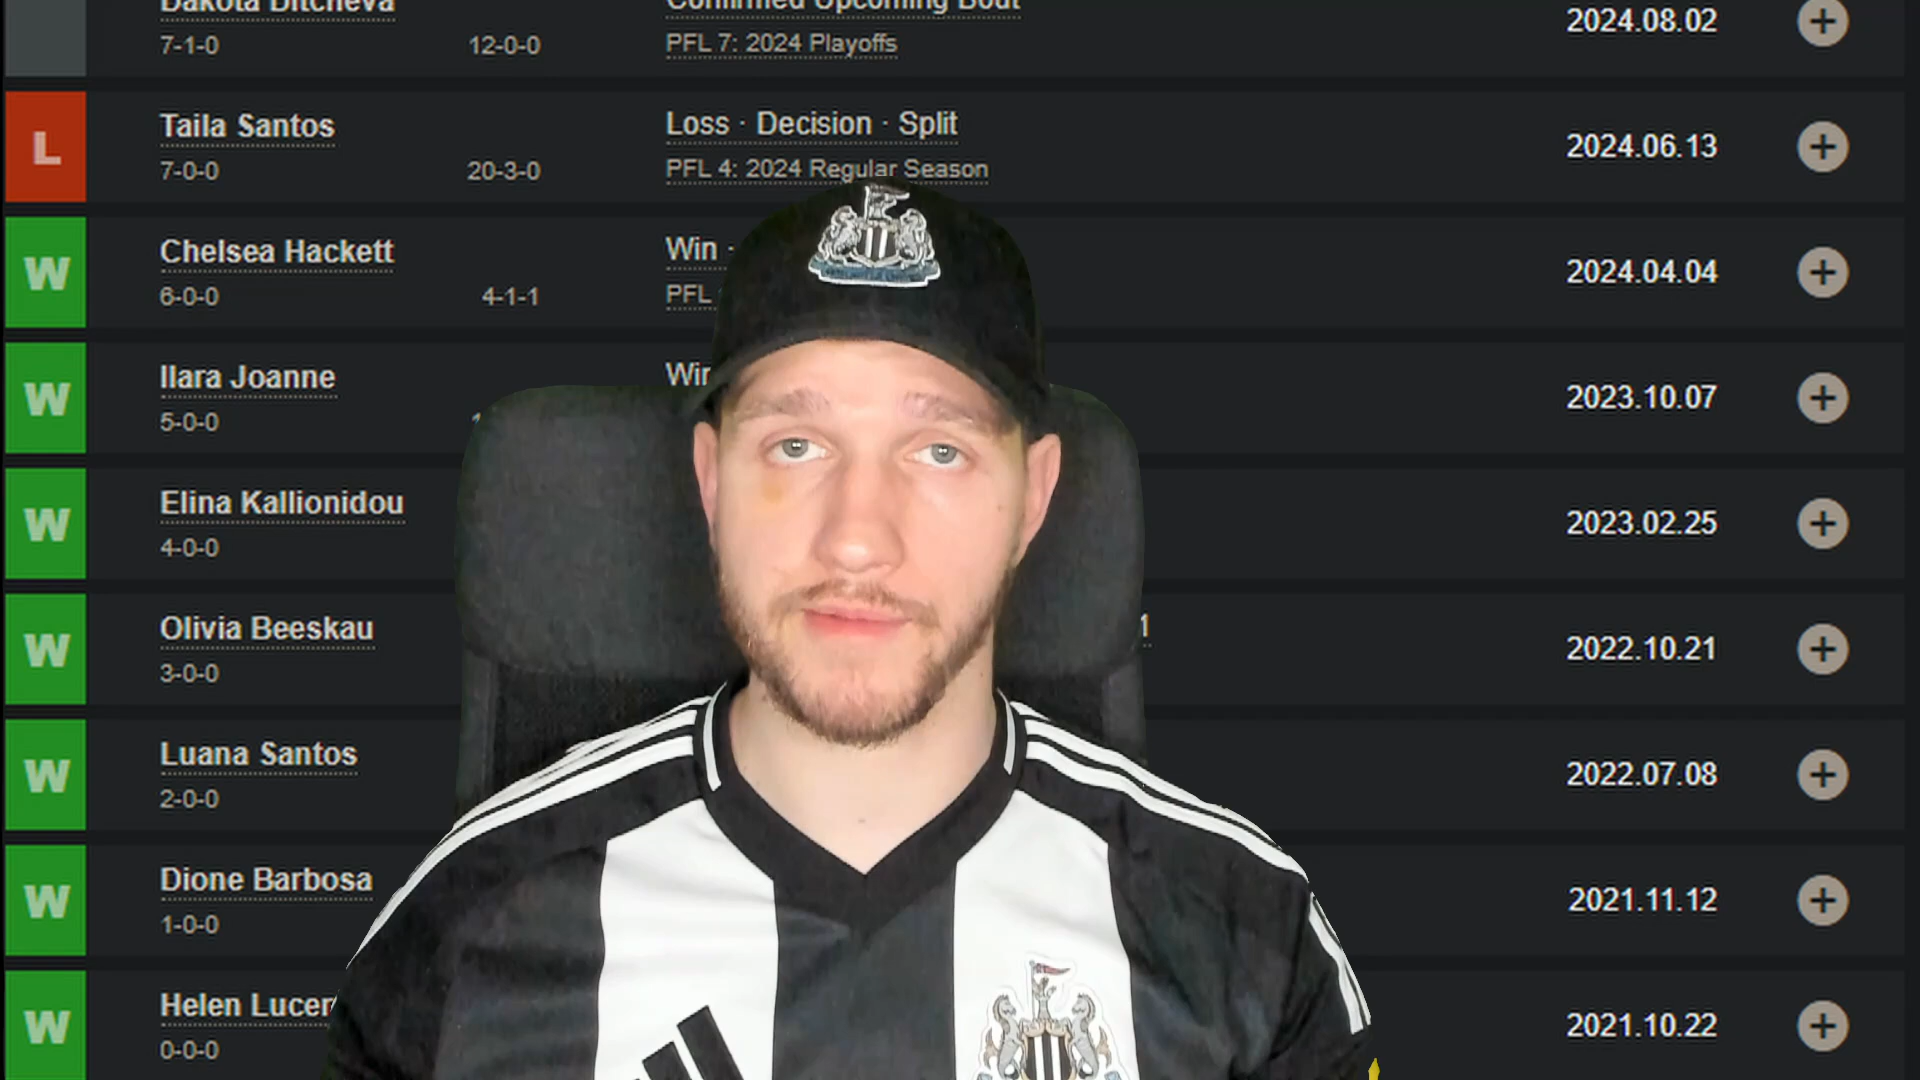 Dakota Ditcheva
Confirmed Upcoming Bout
2024.08.02
7-1-0
12-0-0
PFL 7: 2024 Playoffs
L
Taila Santos
Loss · Decision · Split
2024.06.13
7-0-0
20-3-0
PFL 4: 2024 Regular Season
W
Chelsea Hackett
Win ·
2024.04.04
6-0-0
4-1-1
PFL
W
Ilara Joanne
Win
2023.10.07
5-0-0
W
Elina Kallionidou
2023.02.25
4-0-0
W
Olivia Beeskau
1
2022.10.21
3-0-0
W
Luana Santos
2022.07.08
2-0-0
W
Dione Barbosa
2021.11.12
1-0-0
W
Helen Lucer
2021.10.22
0-0-0